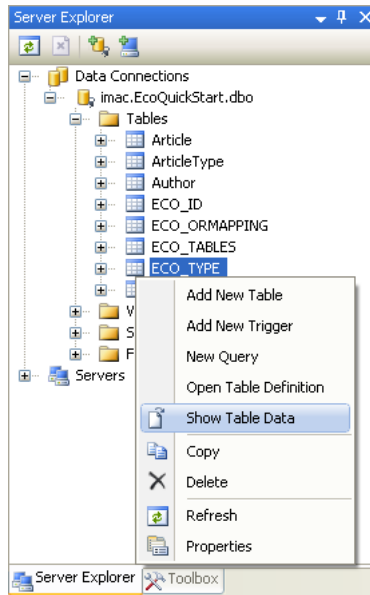 Server Explorer
Data Connections
imac.EcoQuickStart.dbo
Tables
Article
ArticleType
Author
ECO_ID
ECO_ORMAPPING
ECO_TABLES
ECO_TYPE
Add New Table
V
Add New Trigger
S
New Query
F
Servers
Open Table Definition
Show Table Data
Copy
Delete
Refresh
Properties
Server Explorer Toolbox